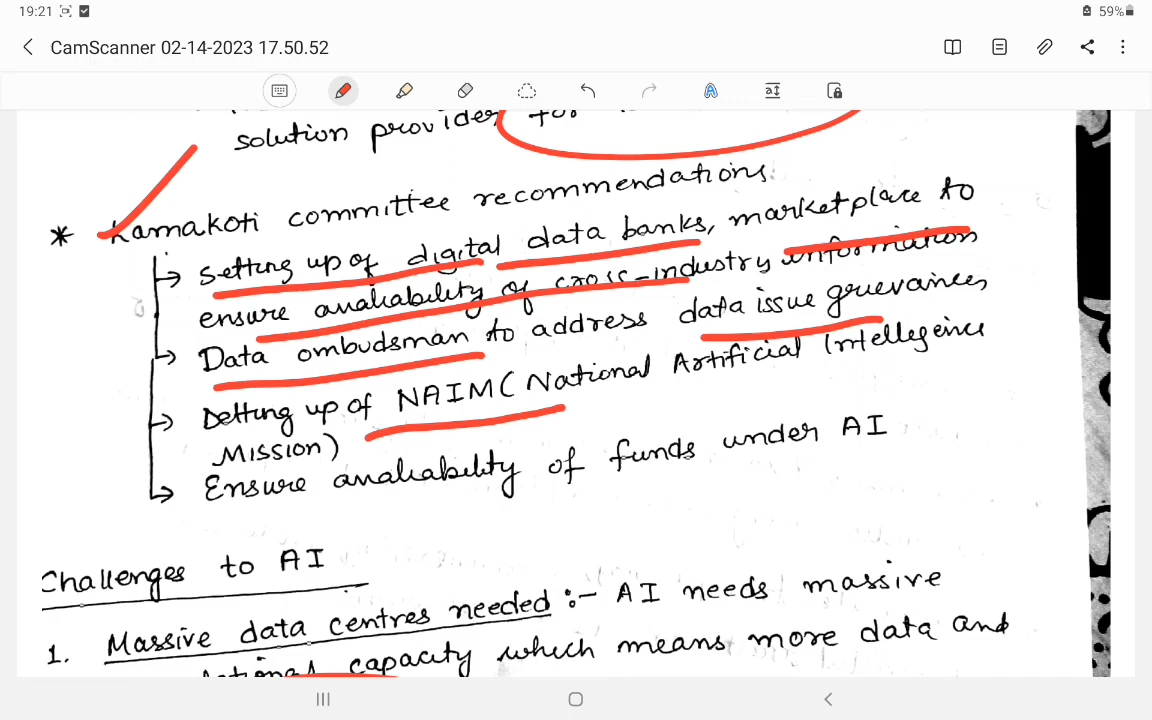 19:21
59%
CamScanner 02-14-2023 17.50.52
solution provider for
* Kamakoti committee recommendations.
→ Setting up of digital data banks, marketplace to
ensure avaliability of cross-industry information
→ Data ombudsman to address data issue grievances
→ Setting up of NAIM (National Artificial Intellegence
Mission)
→ Ensure avaliability of funds under AI
Challenges to AI
1. Massive data centres needed :- AI needs massive
capacity which means more data and